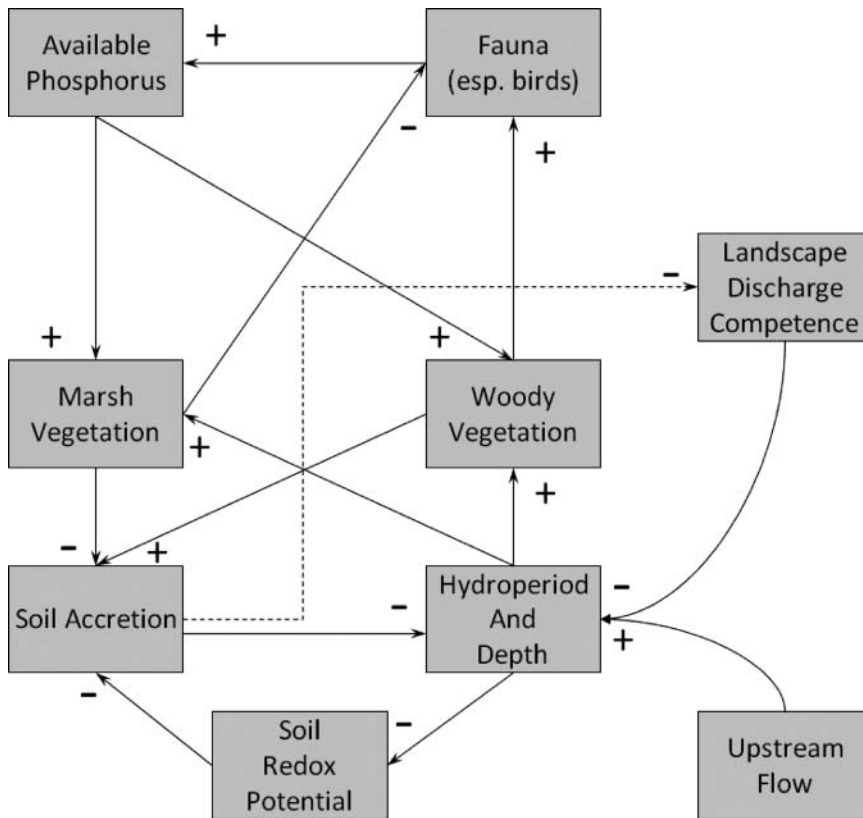 Available
Phosphorus
+
Fauna
(esp. birds)
-
+
Landscape
Discharge
Competence
-
+
+
Marsh
Vegetation
+
Woody
Vegetation
+
-
+
Soil Accretion
-
Hydroperiod
And
Depth
-
+
-
-
Soil
Redox
Potential
Upstream
Flow